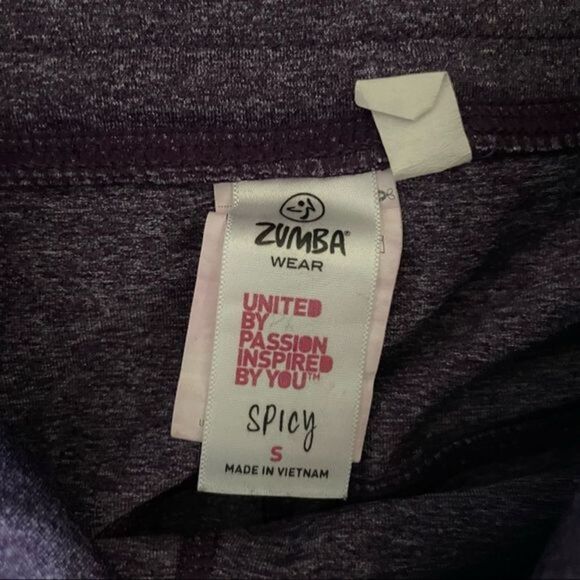 ZUMBA®
WEAR
UNITED
BY
PASSION
INSPIRED
BY YOU™
SPICY
S
MADE IN VIETNAM